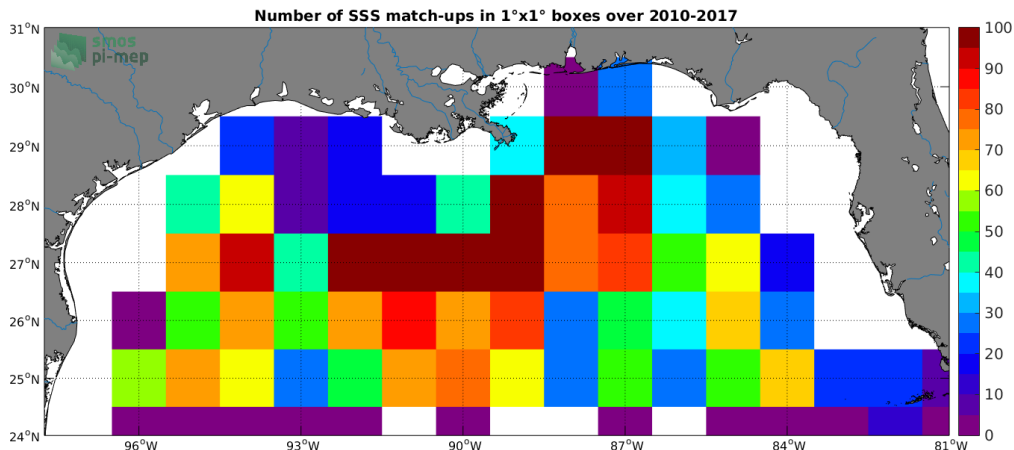 Number of SSS match-ups in 1°x1° boxes over 2010-2017
smos
pi-mep
31°N
30°N
29°N
28°N
27°N
26°N
25°N
24°N
96°W 93°W 90°W 87°W 84°W 81°W
100
90
80
70
60
50
40
30
20
10
0